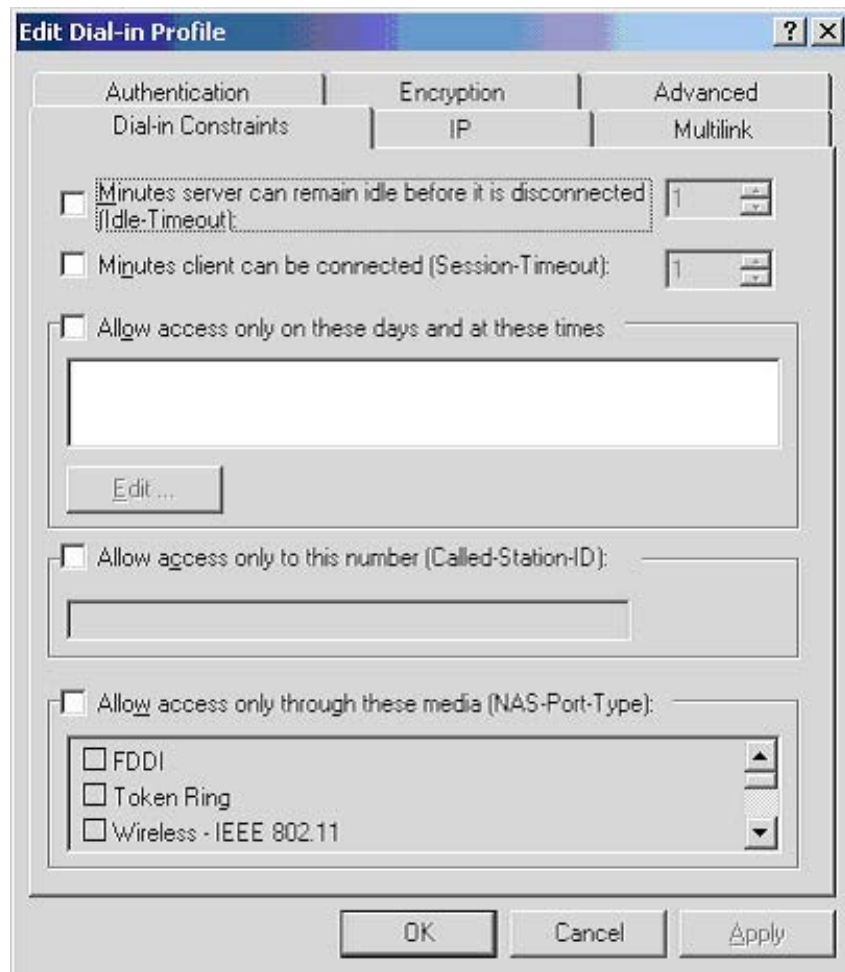 Edit Dial-in Profile
Authentication Encryption Advanced
Dial-in Constraints IP Multilink
Minutes server can remain idle before it is disconnected
(Idle-Timeout): 1
Minutes client can be connected (Session-Timeout): 1
Allow access only on these days and at these times
Edit ...
Allow access only to this number (Called-Station-ID):
Allow access only through these media (NAS-Port-Type):
FDDI
Token Ring
Wireless - IEEE 802.11
OK Cancel Apply